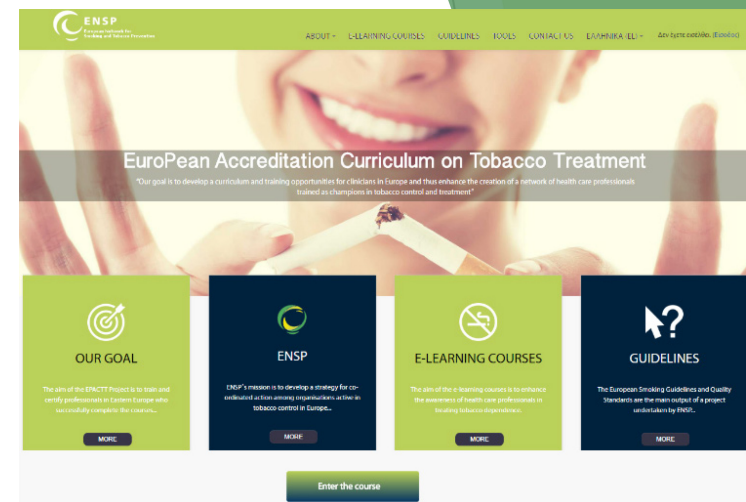 ENSP
European Network for
Smoking and Tobacco Prevention
ABOUT E-LEARNING COURSES GUIDELINES TOOLS CONTACT US ΕΛΛΗΝΙΚΆ (EL) Δεν έχετε εισέλθει. (Είσοδος)
EuroPean Accreditation Curriculum on Tobacco Treatment
"Our goal is to develop a curriculum and training opportunities for clinicians in Europe and thus enhance the creation of a network of health care professionals
trained as champions in tobacco control and treatment"
OUR GOAL
The aim of the EPACTT Project is to train and
certify professionals in Eastern Europe who
successfully complete the courses...
MORE
ENSP
ENSP's mission is to develop a strategy for co-
ordinated action among organisations active in
tobacco control in Europe...
MORE
E-LEARNING COURSES
The aim of the e-learning courses is to enhance
the awareness of health care professionals in
treating tobacco dependence.
MORE
GUIDELINES
The European Smoking Guidelines and Quality
Standards are the main output of a project
undertaken by ENSP...
MORE
Enter the course